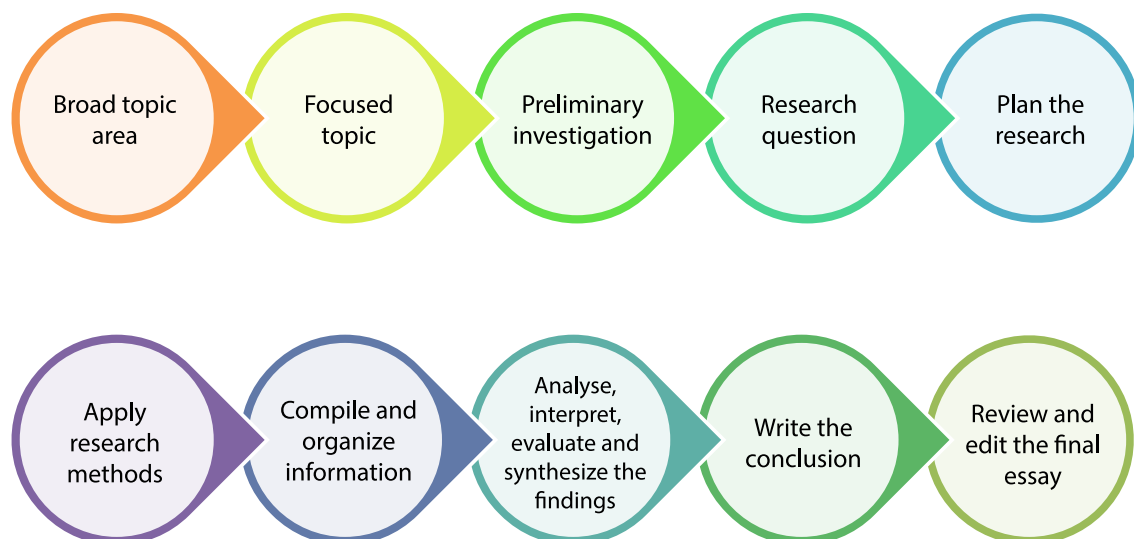 Broad topic
area
Focused
topic
Preliminary
investigation
Research
question
Plan the
research
Apply
research
methods
Compile and
organize
information
Analyse,
interpret,
evaluate and
synthesize the
findings
Write the
conclusion
Review and
edit the final
essay